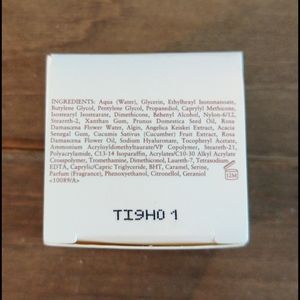 INGREDIENTS: Aqua (Water), Glycerin, Ethylhexyl Isononanoate,
Butylene Glycol, Pentylene Glycol, Propanediol, Caprylyl Methicone,
Isostearyl Isostearate, Dimethicone, Behenyl Alcohol, Nylon-6/12,
Steareth-2, Xanthan Gum, Prunus Domestica Seed Oil, Rosa
Damascena Flower Water, Algin, Angelica Keiskei Extract, Acacia
Senegal Gum, Cucumis Sativus (Cucumber) Fruit Extract, Rosa
Damascena Flower Oil, Sodium Hyaluronate, Tocopheryl Acetate,
Ammonium Acryloyldimethyltaurate/VP Copolymer, Steareth-21,
Polyacrylamide, C13-14 Isoparaffin, Acrylates/C10-30 Alkyl Acrylate
Crosspolymer, Tromethamine, Dimethiconol, Laureth-7, Tetrasodium
EDTA, Caprylic/Capric Triglyceride, BHT, Caramel, Serine,
Parfum (Fragrance), Phenoxyethanol, Citronellol, Geraniol
<10089/A>
12M
TI9HO 1